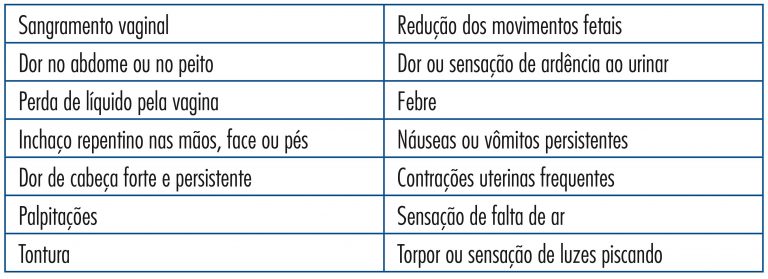 Sangramento vaginal
Redução dos movimentos fetais
Dor no abdome ou no peito
Dor ou sensação de ardência ao urinar
Perda de líquido pela vagina
Febre
Inchaço repentino nas mãos, face ou pés
Náuseas ou vômitos persistentes
Dor de cabeça forte e persistente
Contrações uterinas frequentes
Palpitações
Sensação de falta de ar
Tontura
Torpor ou sensação de luzes piscando